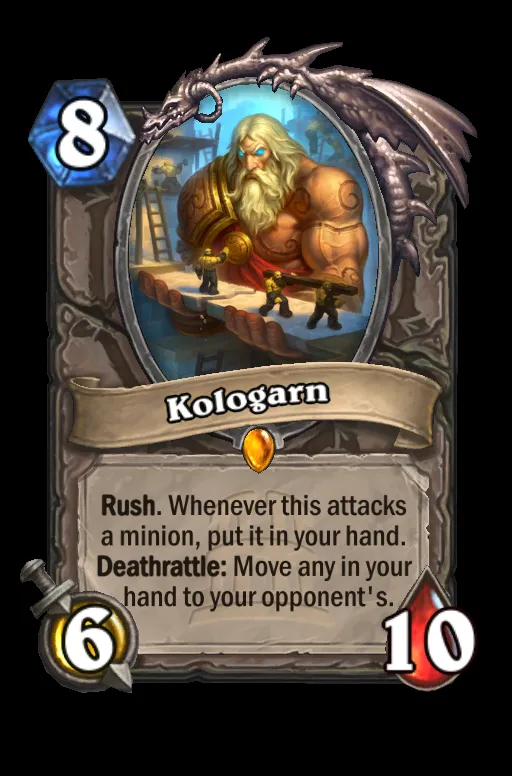 8
Kologarn
Rush. Whenever this attacks
a minion, put it in your hand.
Deathrattle: Move any in your
hand to your opponent's.
6
10